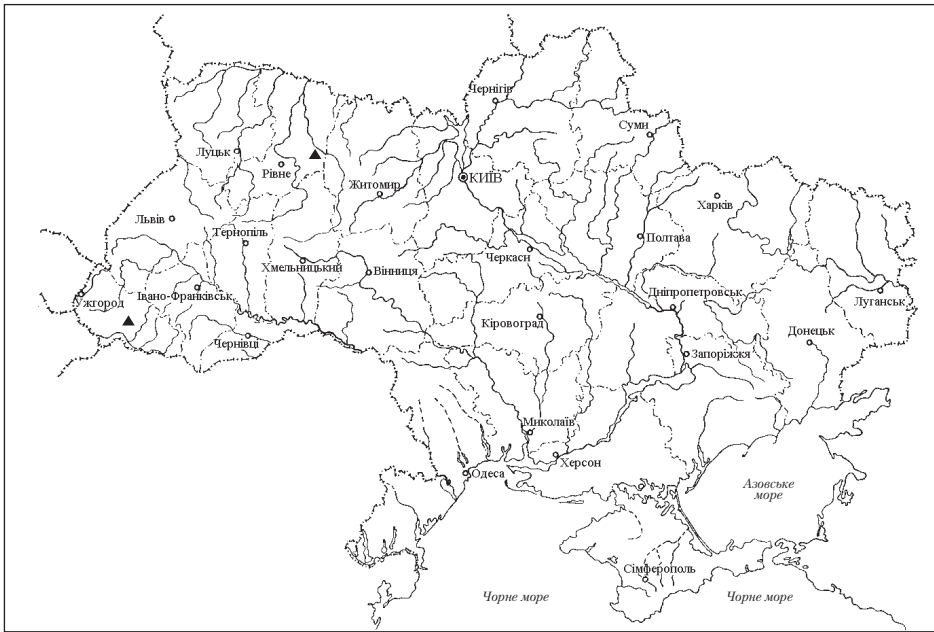 Чернігів
Суми
Луцьк
Рівне
КИЇВ
Житомир
Харків
Львів
Тернопіль
Полтава
Черкаси
Хмельницький
Вінниця
Ужгород
Івано-Франківськ
Дніпропетровськ
Луганськ
Кіровоград
Донецьк
Чернівці
Запоріжжя
Миколаїв
Херсон
Одеса
Азовське
море
Сімферополь
Чорне море
Чорне море